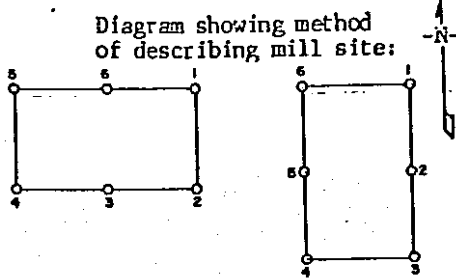 Diagram showing method
of describing mill site:
-N-
5 6 1
4 3 2
6 1
5 2
4 3